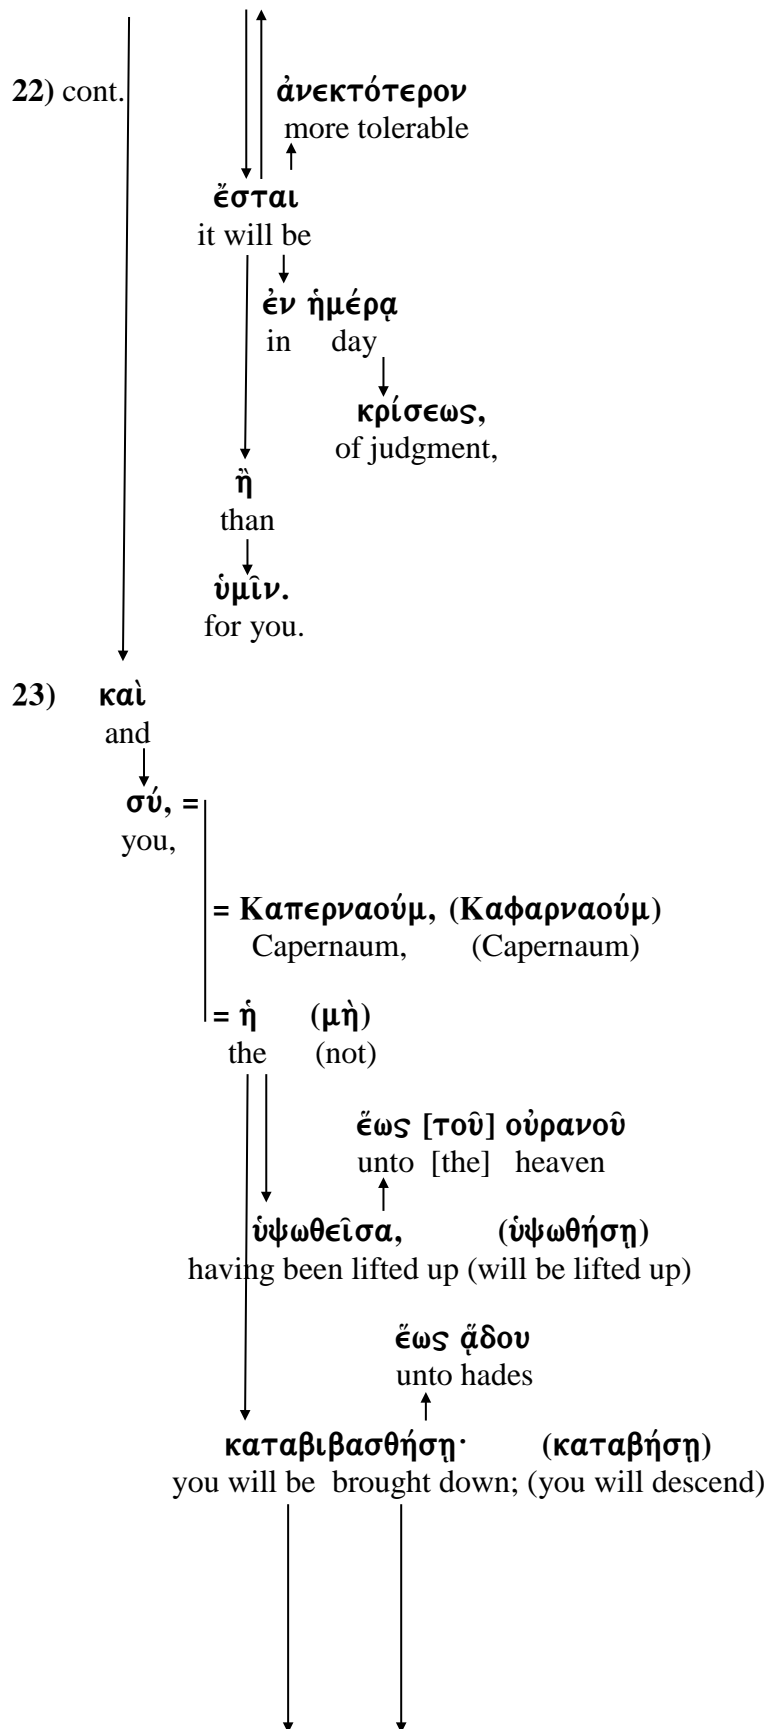 22) cont. ἀνεκτότερον
more tolerable
ἔσται
it will be
ἐν ἡμέρᾳ
in day
κρίσεως,
of judgment,
ἢ
than
ὑμῖν.
for you.
23) καὶ
and
σύ, =
you,
= Καπερναούμ, (Καφαρναούμ)
Capernaum, (Capernaum)
= ἡ (μὴ)
the (not)
ἕως [τοῦ] οὐρανοῦ
unto [the] heaven
ὑψωθεῖσα, (ὑψωθήσῃ)
having been lifted up (will be lifted up)
ἕως ᾅδου
unto hades
καταβιβασθήσῃ· (καταβήσῃ)
you will be brought down; (you will descend)